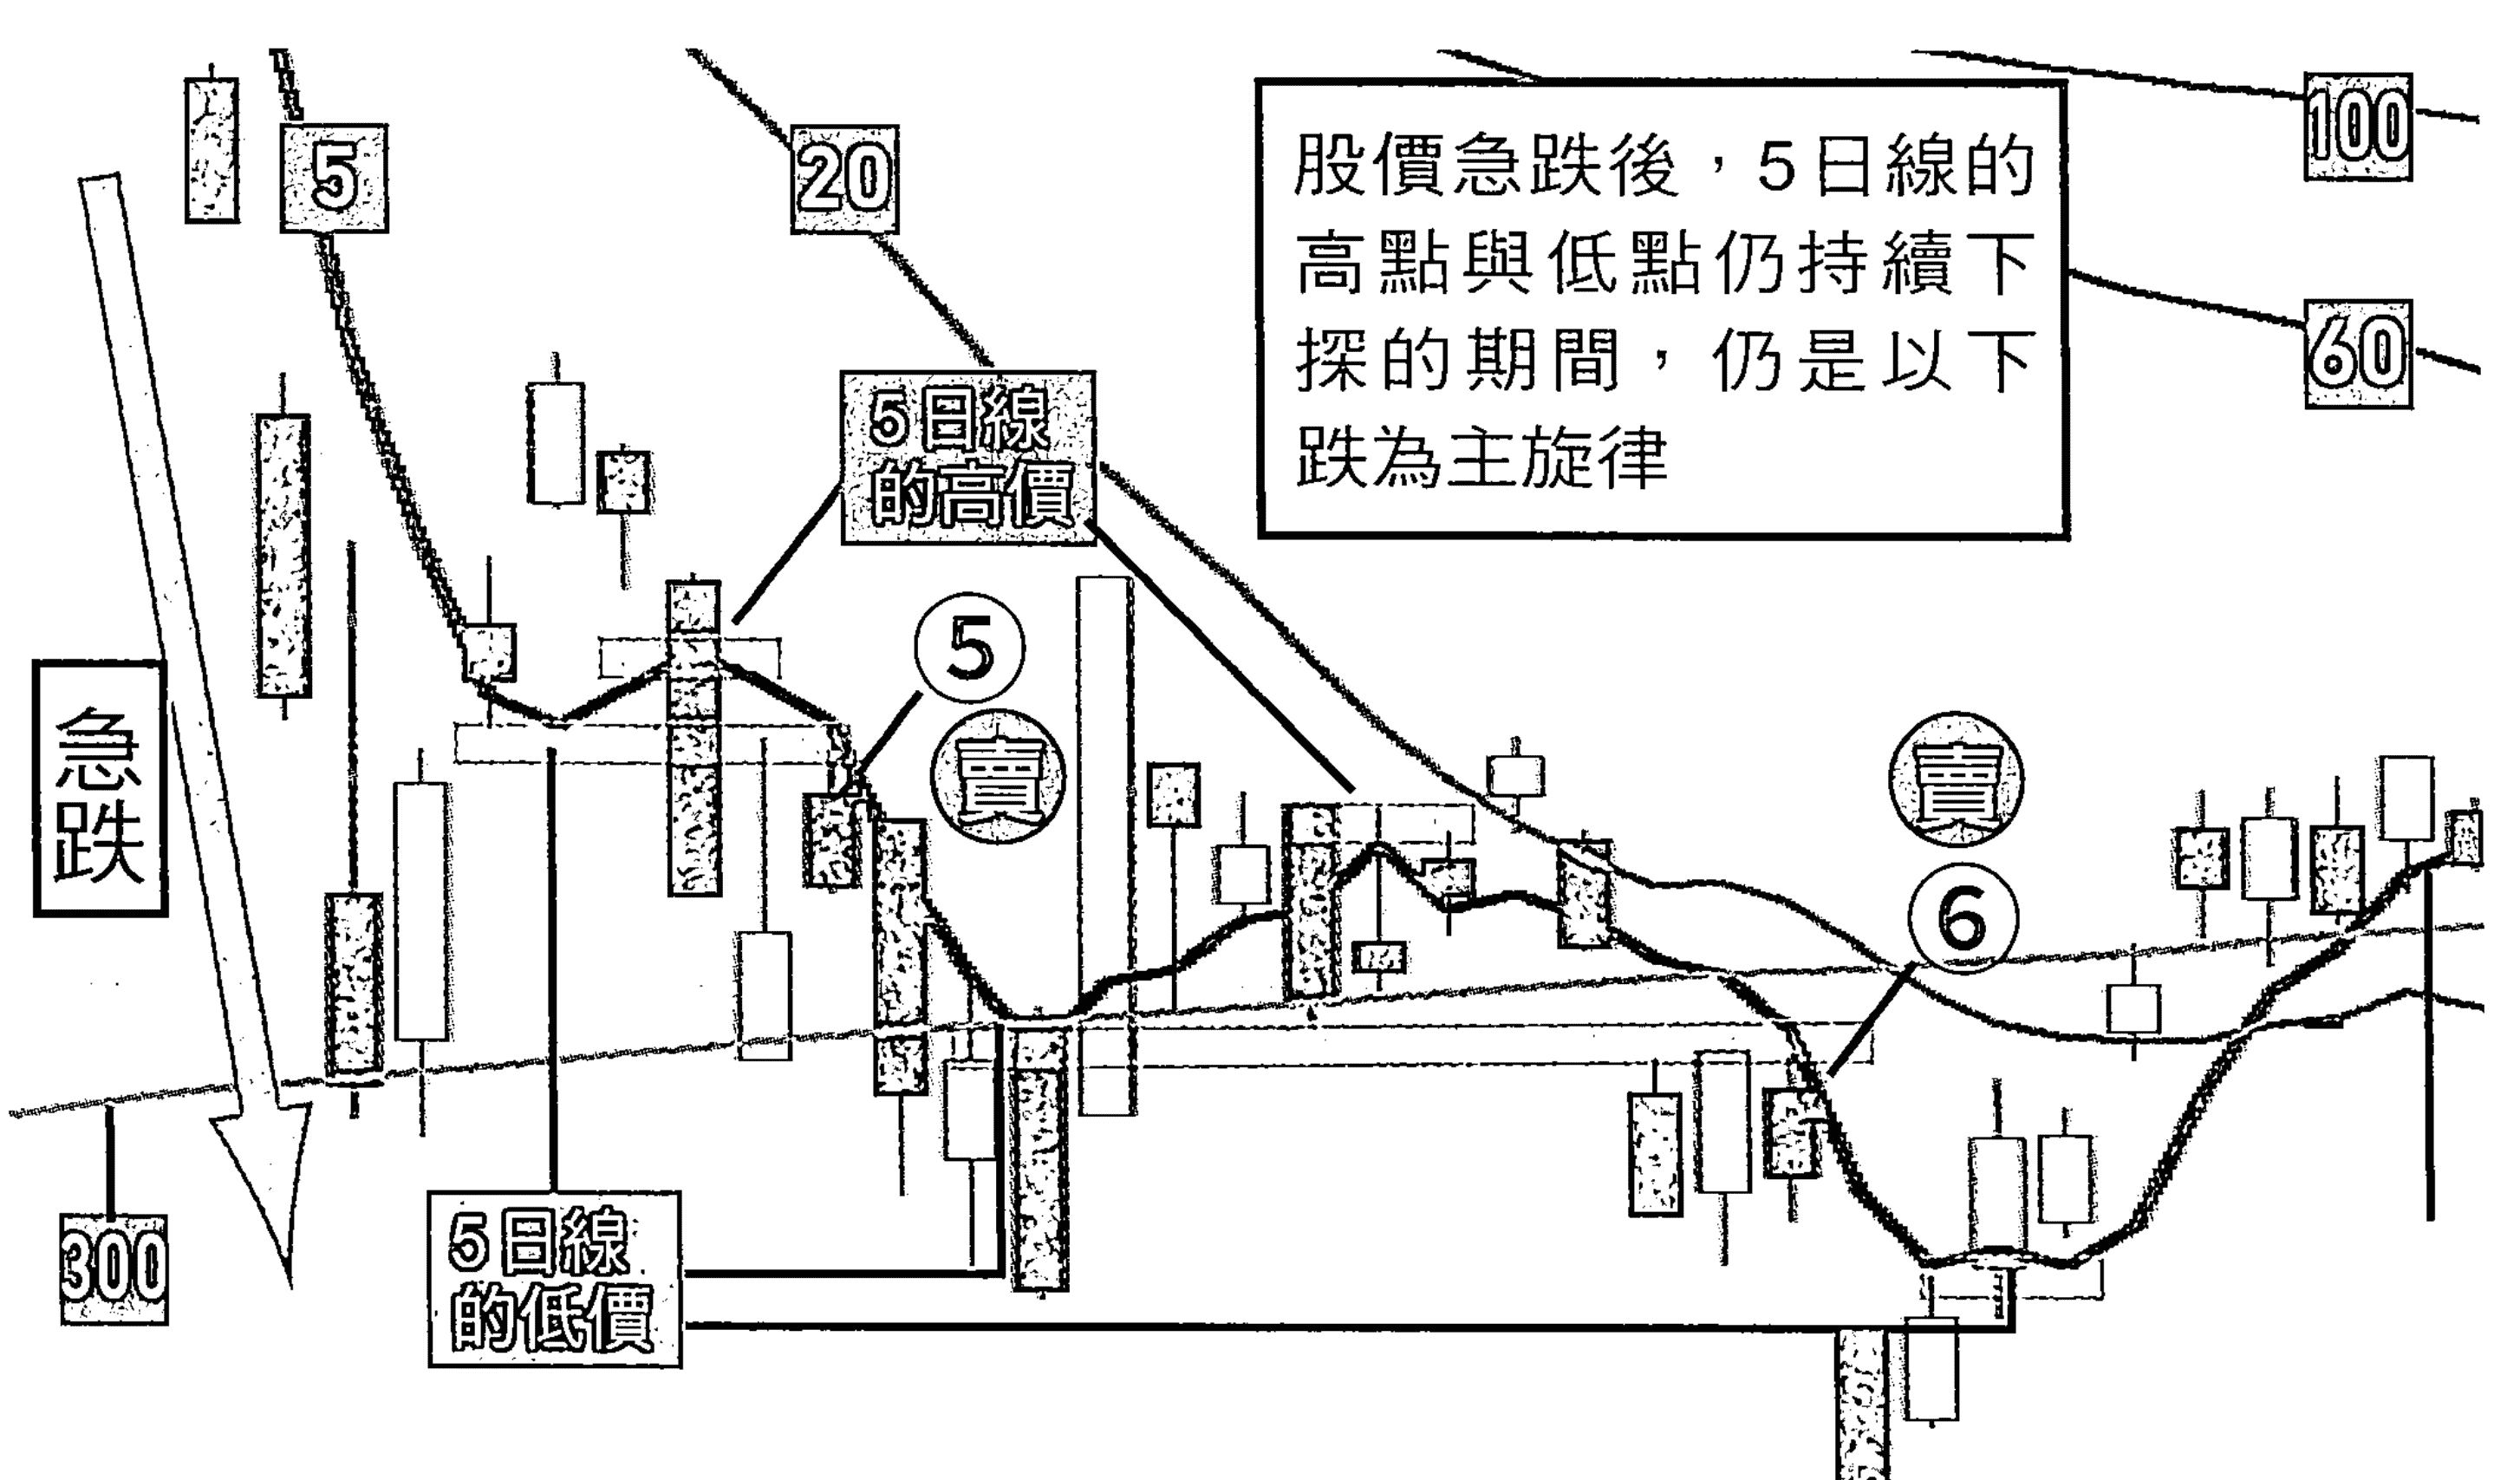 100
5
20
股價急跌後，5日線的
高點與低點仍持續下
探的期間，仍是以下
跌為主旋律
60
5日線
的高價
5
賣
急
跌
賣
6
5日線
的低價
300